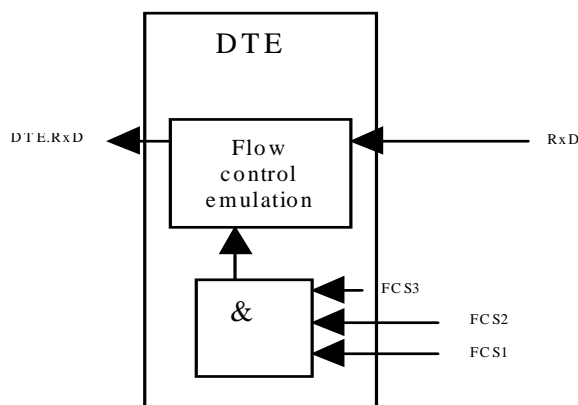 DTE
DTE.RxD
Flow
control
emulation
RxD
&
FCS3
FCS2
FCS1